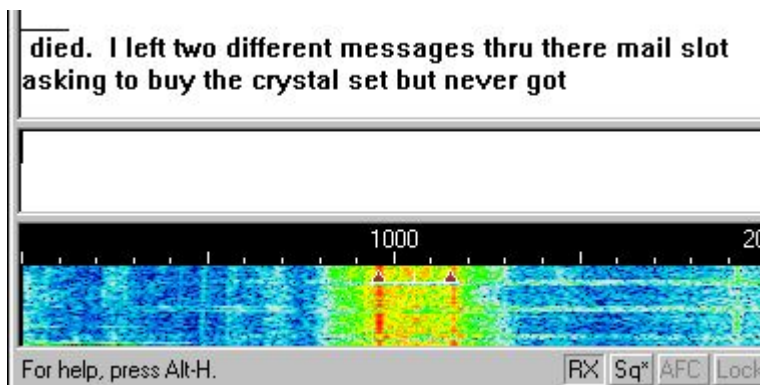 died. I left two different messages thru there mail slot
asking to buy the crystal set but never got
1000
For help, press Alt-H.
RX Sq* AFC Lock